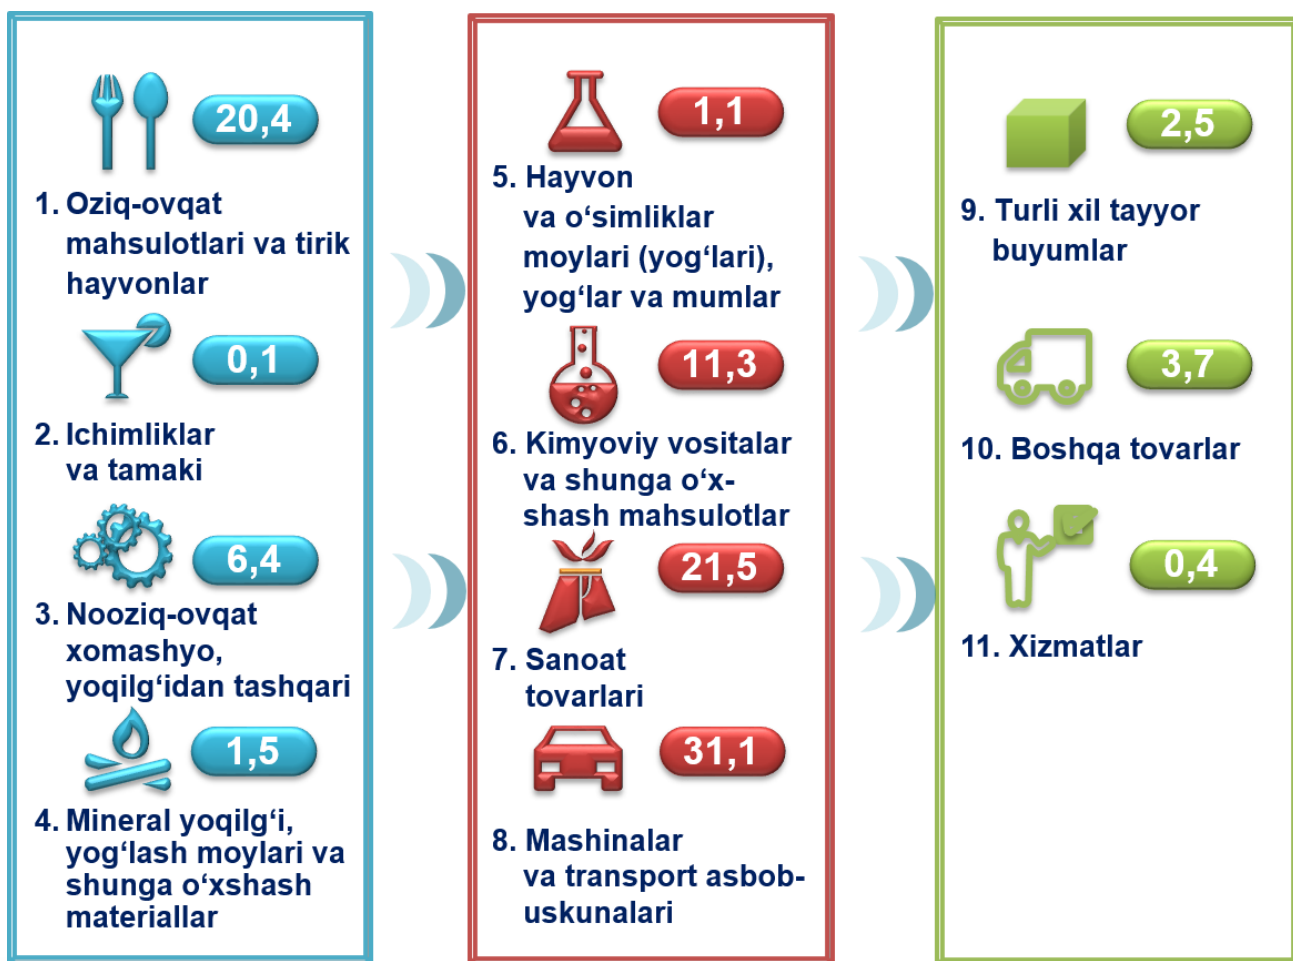 20,4
1. Oziq-ovqat
mahsulotlari va tirik
hayvonlar
0,1
2. Ichimliklar
va tamaki
6,4
3. Nooziq-ovqat
xomashyo,
yoqilg‘idan tashqari
1,5
4. Mineral yoqilg‘i,
yog‘lash moylari va
shunga o‘xshash
materiallar
1,1
5. Hayvon
va o‘simliklar
moylari (yog‘lari),
yog‘lar va mumlar
11,3
6. Kimyoviy vositalar
va shunga o‘x-
shash mahsulotlar
21,5
7. Sanoat
tovarlari
31,1
8. Mashinalar
va transport asbob-
uskunalari
2,5
9. Turli xil tayyor
buyumlar
3,7
10. Boshqa tovarlar
0,4
11. Xizmatlar